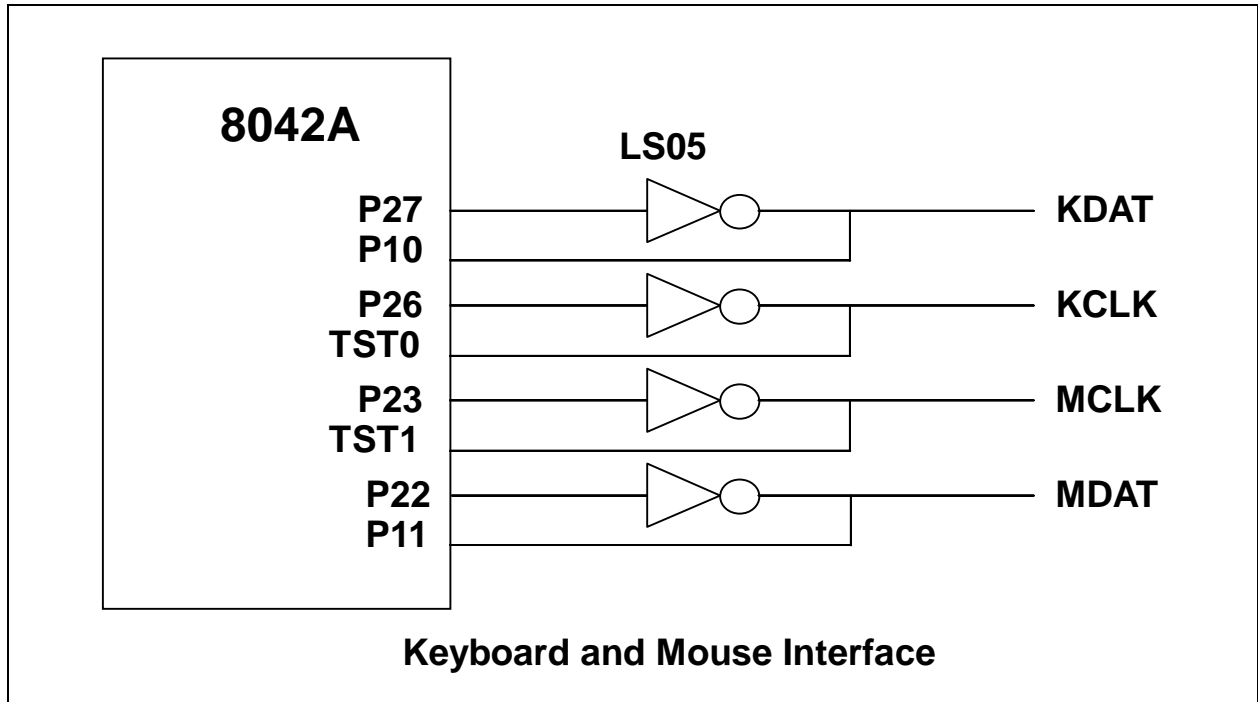 8042A
LS05
P27
KDAT
P10
P26
KCLK
TST0
P23
MCLK
TST1
P22
MDAT
P11
Keyboard and Mouse Interface